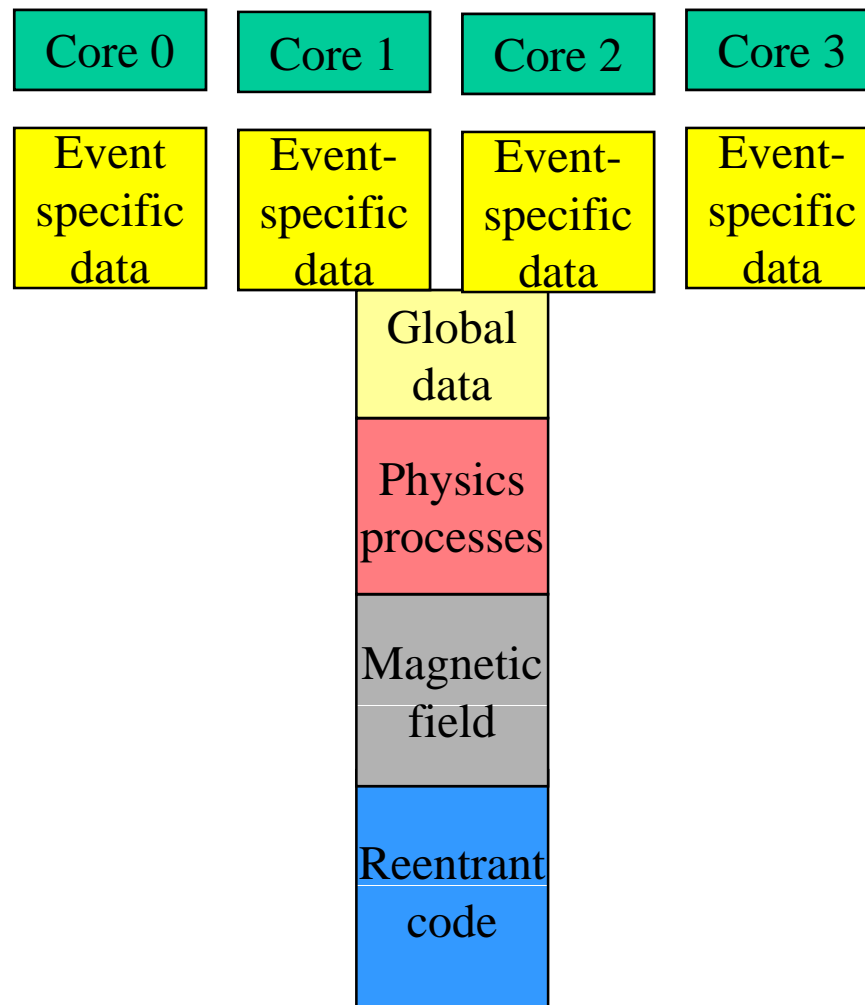 Core 0
Core 1
Core 2
Core 3
Event
specific
data
Event-
specific
data
Event-
specific
data
Event-
specific
data
Global
data
Physics
processes
Magnetic
field
Reentrant
code